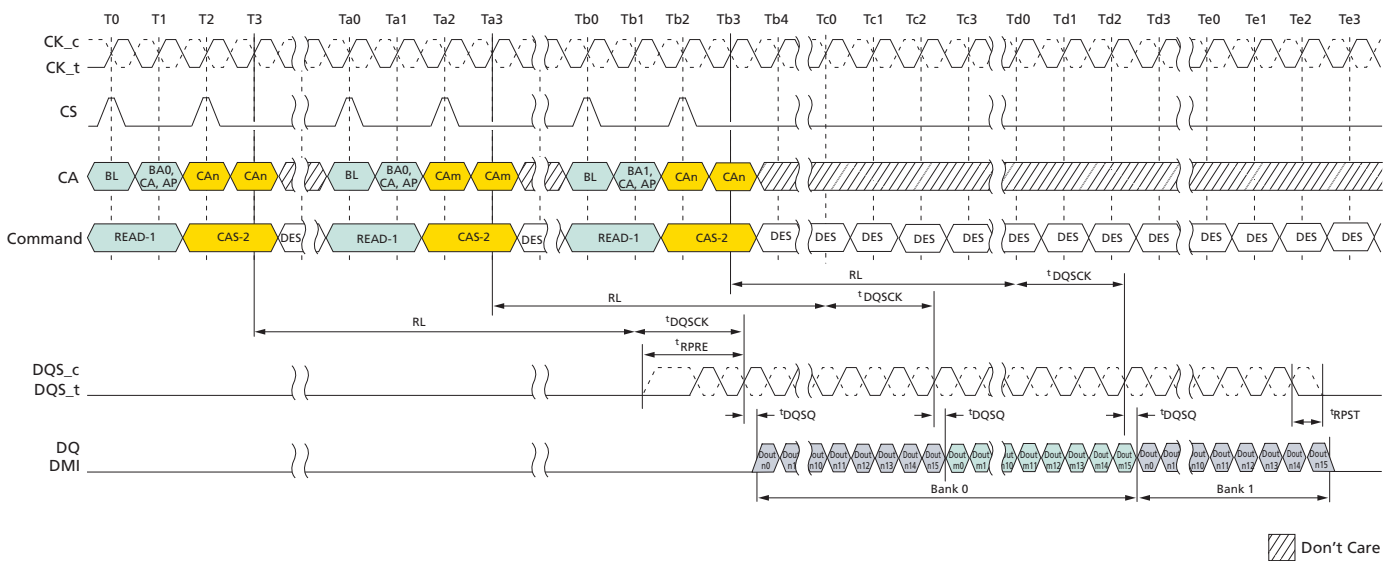 T0 T1 T2 T3 Ta0 Ta1 Ta2 Ta3 Tb0 Tb1 Tb2 Tb3 Tb4 Tc0 Tc1 Tc2 Tc3 Td0 Td1 Td2 Td3 Te0 Te1 Te2 Te3
CK_c
CK_t
CS
CA BL BA0, CA, AP CAn CAn BL BA0, CA, AP CAm CAm BL BA1, CA, AP CAn CAn
Command READ-1 CAS-2 DES READ-1 CAS-2 DES READ-1 CAS-2 DES DES DES DES DES DES DES DES DES DES DES DES DES
RL tDQSCK
RL tDQSCK
RL tDQSCK
tRPRE
DQS_c
DQS_t
tDQSQ tDQSQ tDQSQ tRPST
DQ
DMI
Dout n0 Dout n1 Dout n10 Dout n11 Dout n12 Dout n13 Dout n14 Dout n15 Dout m0 Dout m1 Dout n10 Dout m11 Dout m12 Dout m13 Dout m14 Dout m15 Dout n0 Dout n1 Dout n10 Dout n11 Dout n12 Dout n13 Dout n14 Dout n15
Bank 0 Bank 1
Don't Care